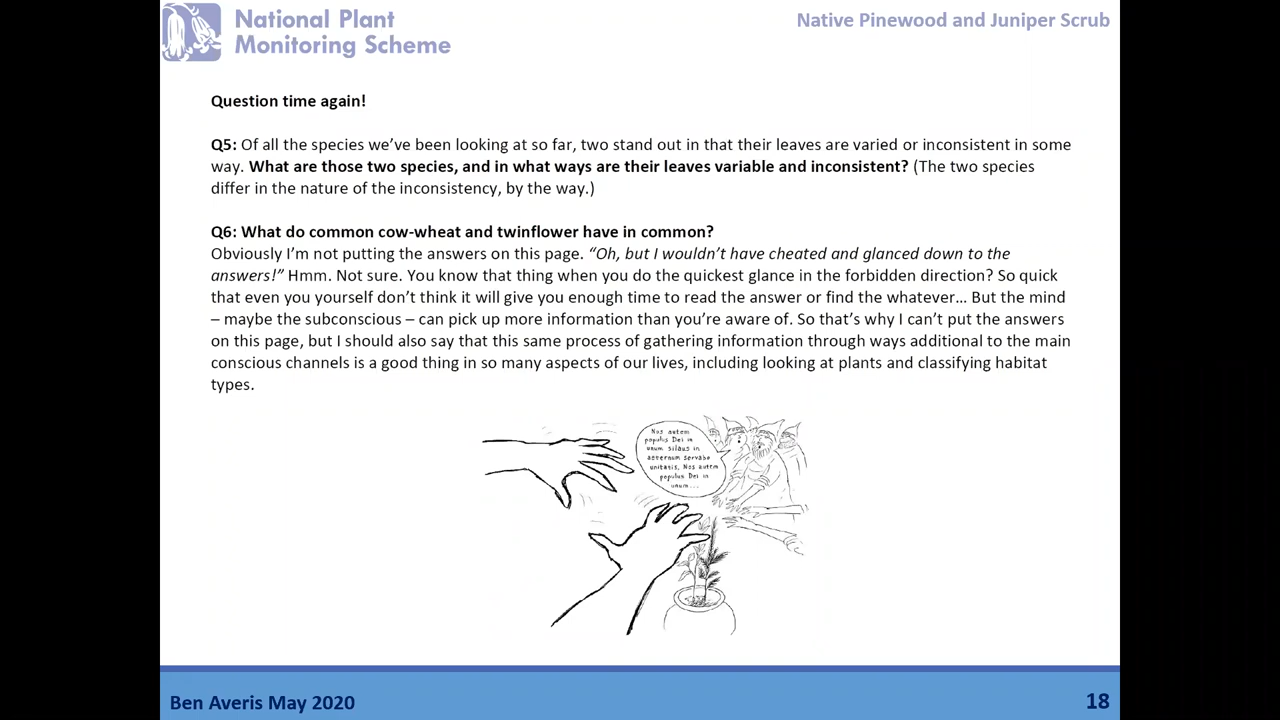 National Plant
Monitoring Scheme
Native Pinewood and Juniper Scrub
Question time again!
Q5: Of all the species we’ve been looking at so far, two stand out in that their leaves are varied or inconsistent in some
way. What are those two species, and in what ways are their leaves variable and inconsistent? (The two species
differ in the nature of the inconsistency, by the way.)
Q6: What do common cow-wheat and twinflower have in common?
Obviously I’m not putting the answers on this page. “Oh, but I wouldn’t have cheated and glanced down to the
answers!” Hmm. Not sure. You know that thing when you do the quickest glance in the forbidden direction? So quick
that even you yourself don’t think it will give you enough time to read the answer or find the whatever… But the mind
– maybe the subconscious – can pick up more information than you’re aware of. So that’s why I can’t put the answers
on this page, but I should also say that this same process of gathering information through ways additional to the main
conscious channels is a good thing in so many aspects of our lives, including looking at plants and classifying habitat
types.
Nos autem
populus Dei in
unum silaus in
aeternum servabo
unitatis. Nos autem
populus Dei in
unum...
Ben Averis May 2020
18